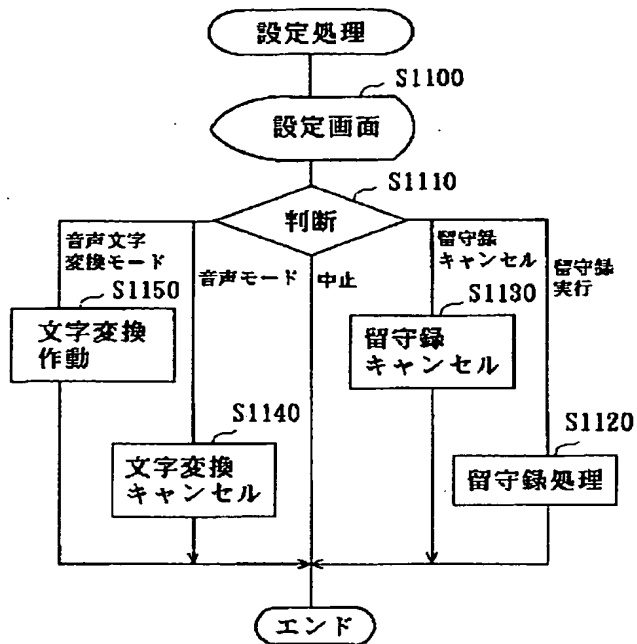 設定処理
S1100
設定画面
S1110
判断
音声文字
変換モード
音声モード
中止
留守録
キャンセル
留守録
実行
S1150
文字変換
作動
S1130
留守録
キャンセル
S1140
文字変換
キャンセル
S1120
留守録処理
エンド